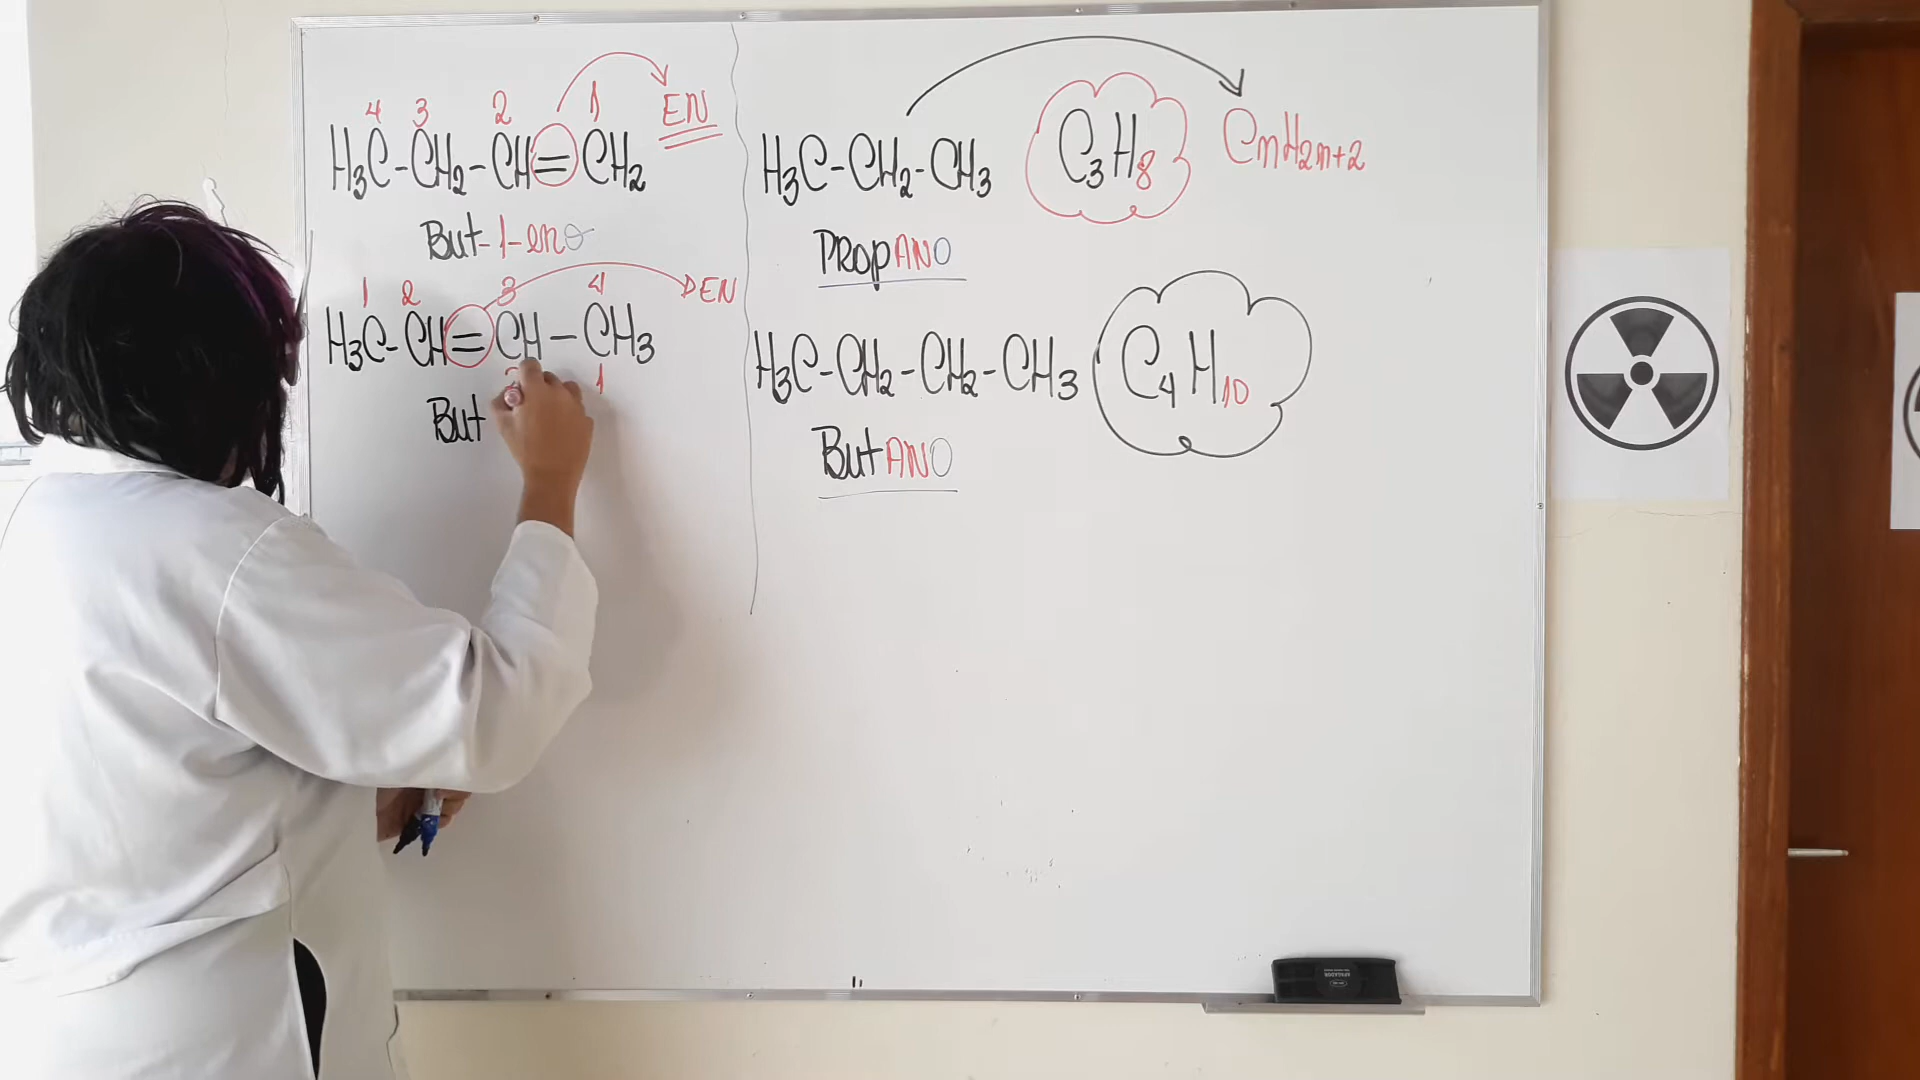 4 3 2 1 EN
H3C-CH2-CH=CH2
But-1-eno
1 2 3 4 EN
H3C-CH=CH-CH3
1
But
H3C-CH2-CH3 C3H8 CnH2n+2
PropANO
H3C-CH2-CH2-CH3 C4H10
ButANO
APAGADOR